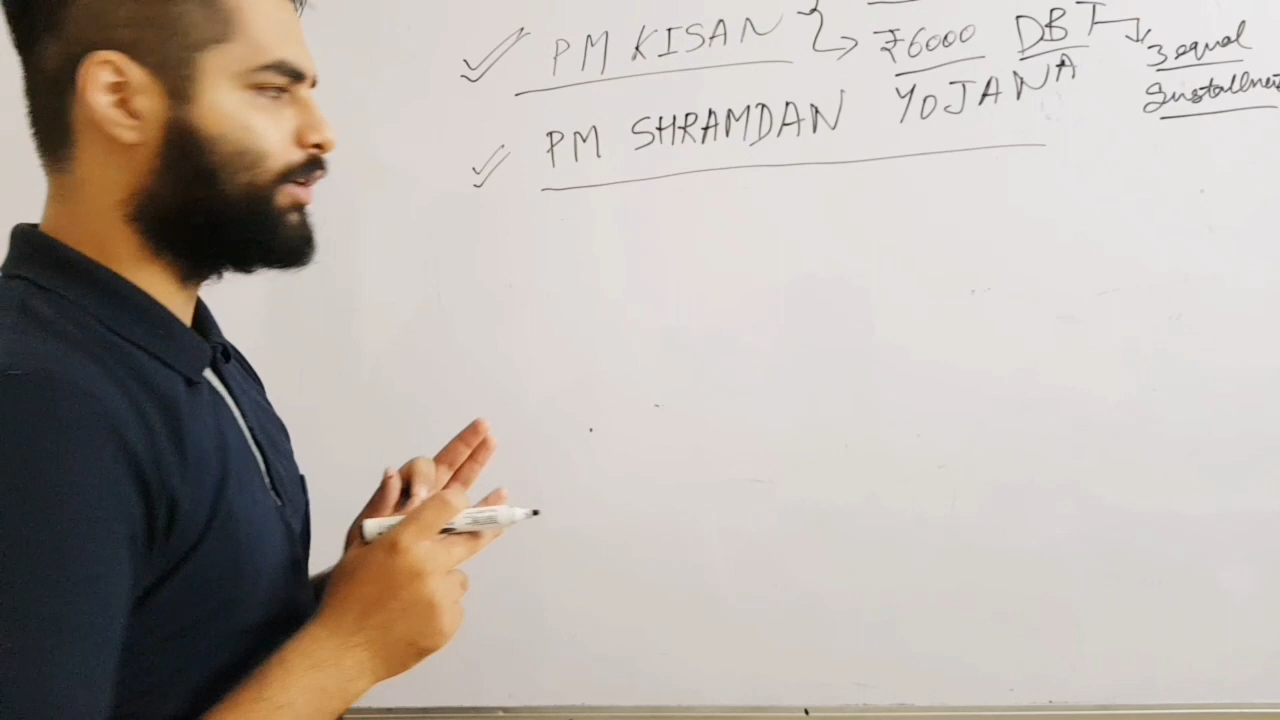 PM KISAN → ₹6000 DBT → 3 equal
installments
PM SHRAMDAN YOJANA